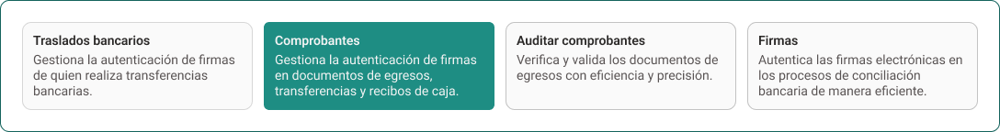 Traslados bancarios
Gestiona la autenticación de firmas
de quien realiza transferencias
bancarias.
Comprobantes
Gestiona la autenticación de firmas
en documentos de egresos,
transferencias y recibos de caja.
Auditar comprobantes
Verifica y valida los documentos de
egresos con eficiencia y precisión.
Firmas
Autentica las firmas electrónicas en
los procesos de conciliación
bancaria de manera eficiente.